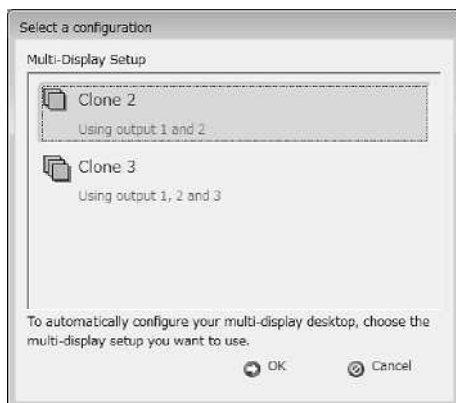 Select a configuration
Multi-Display Setup
Clone 2
Using output 1 and 2
Clone 3
Using output 1, 2 and 3
To automatically configure your multi-display desktop, choose the
multi-display setup you want to use.
OK Cancel